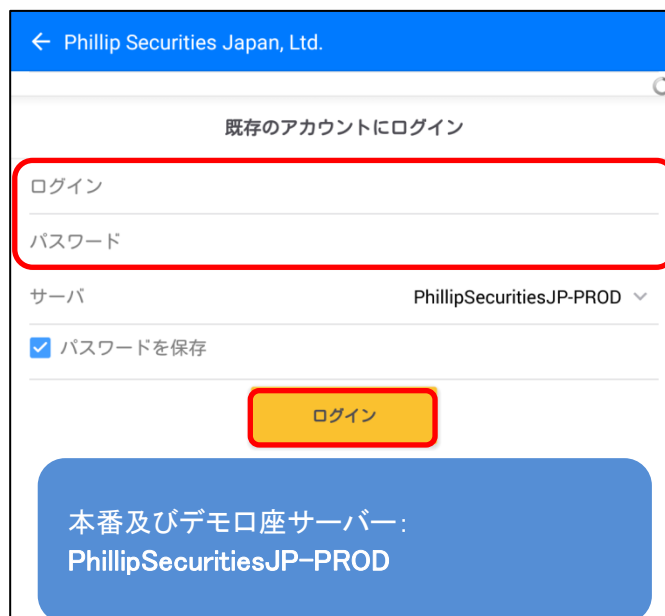 Phillip Securities Japan, Ltd.
既存のアカウントにログイン
ログイン
パスワード
サーバ PhillipSecuritiesJP-PROD
パスワードを保存
ログイン
本番及びデモ口座サーバー:
PhillipSecuritiesJP-PROD